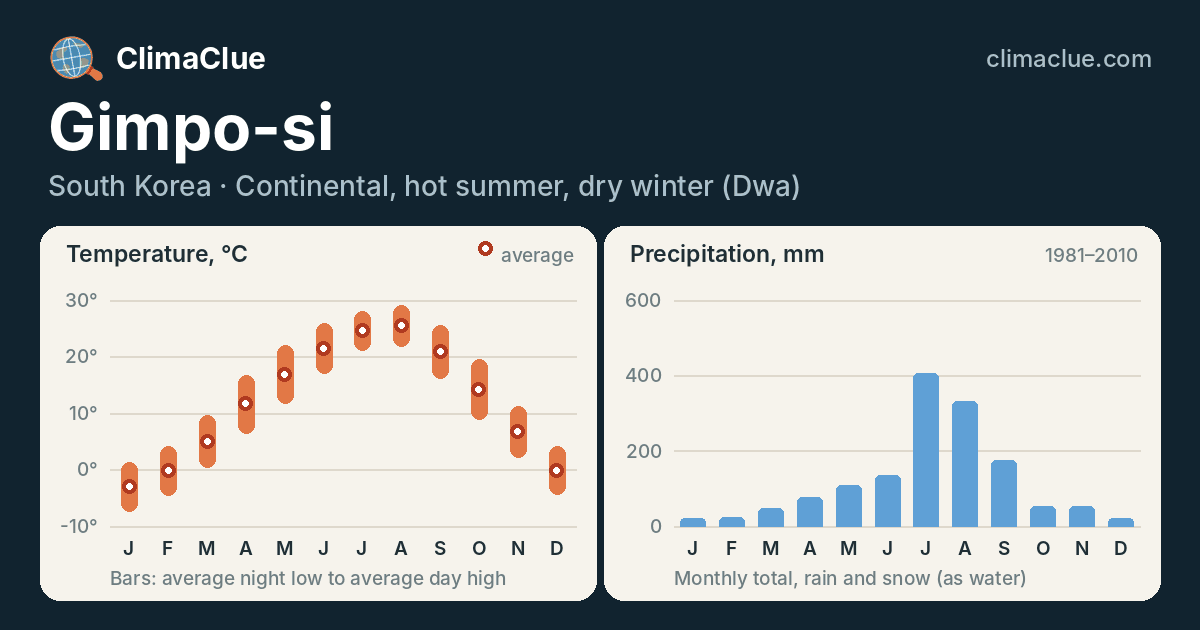 ClimaClue
climaclue.com
Gimpo-si
South Korea · Continental, hot summer, dry winter (Dwa)
Temperature, °C
average
30°
20°
10°
0°
-10°
J F M A M J J A S O N D
Bars: average night low to average day high
Precipitation, mm
1981–2010
600
400
200
0
J F M A M J J A S O N D
Monthly total, rain and snow (as water)